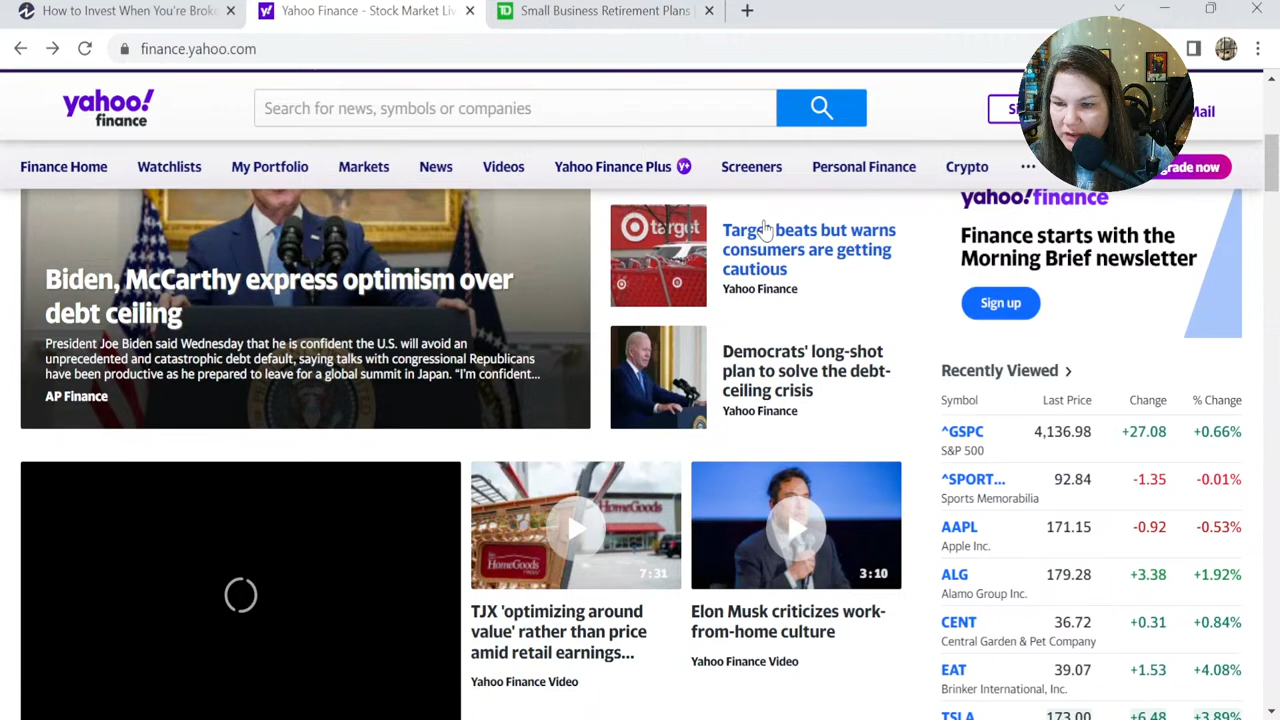 How to Invest When You're Broke
Yahoo Finance - Stock Market Liv
Small Business Retirement Plans
finance.yahoo.com
yahoo!
finance
Search for news, symbols or companies
Mail
Finance Home
Watchlists
My Portfolio
Markets
News
Videos
Yahoo Finance Plus
Screeners
Personal Finance
Crypto
grade now
Biden, McCarthy express optimism over
debt ceiling
President Joe Biden said Wednesday that he is confident the U.S. will avoid an
unprecedented and catastrophic debt default, saying talks with congressional Republicans
have been productive as he prepared to leave for a global summit in Japan. “I'm confident...
AP Finance
target
Target beats but warns
consumers are getting
cautious
Yahoo Finance
Democrats' long-shot
plan to solve the debt-
ceiling crisis
Yahoo Finance
HomeGoods
HomeGoods
7:31
TJX 'optimizing around
value' rather than price
amid retail earnings...
Yahoo Finance Video
3:10
Elon Musk criticizes work-
from-home culture
Yahoo Finance Video
yahoo!finance
Finance starts with the
Morning Brief newsletter
Sign up
Recently Viewed >
Symbol Last Price Change % Change
^GSPC 4,136.98 +27.08 +0.66%
S&P 500
^SPORT... 92.84 -1.35 -0.01%
Sports Memorabilia
AAPL 171.15 -0.92 -0.53%
Apple Inc.
ALG 179.28 +3.38 +1.92%
Alamo Group Inc.
CENT 36.72 +0.31 +0.84%
Central Garden & Pet Company
EAT 39.07 +1.53 +4.08%
Brinker International, Inc.
TSLA 173.00 +6.48 +3.89%